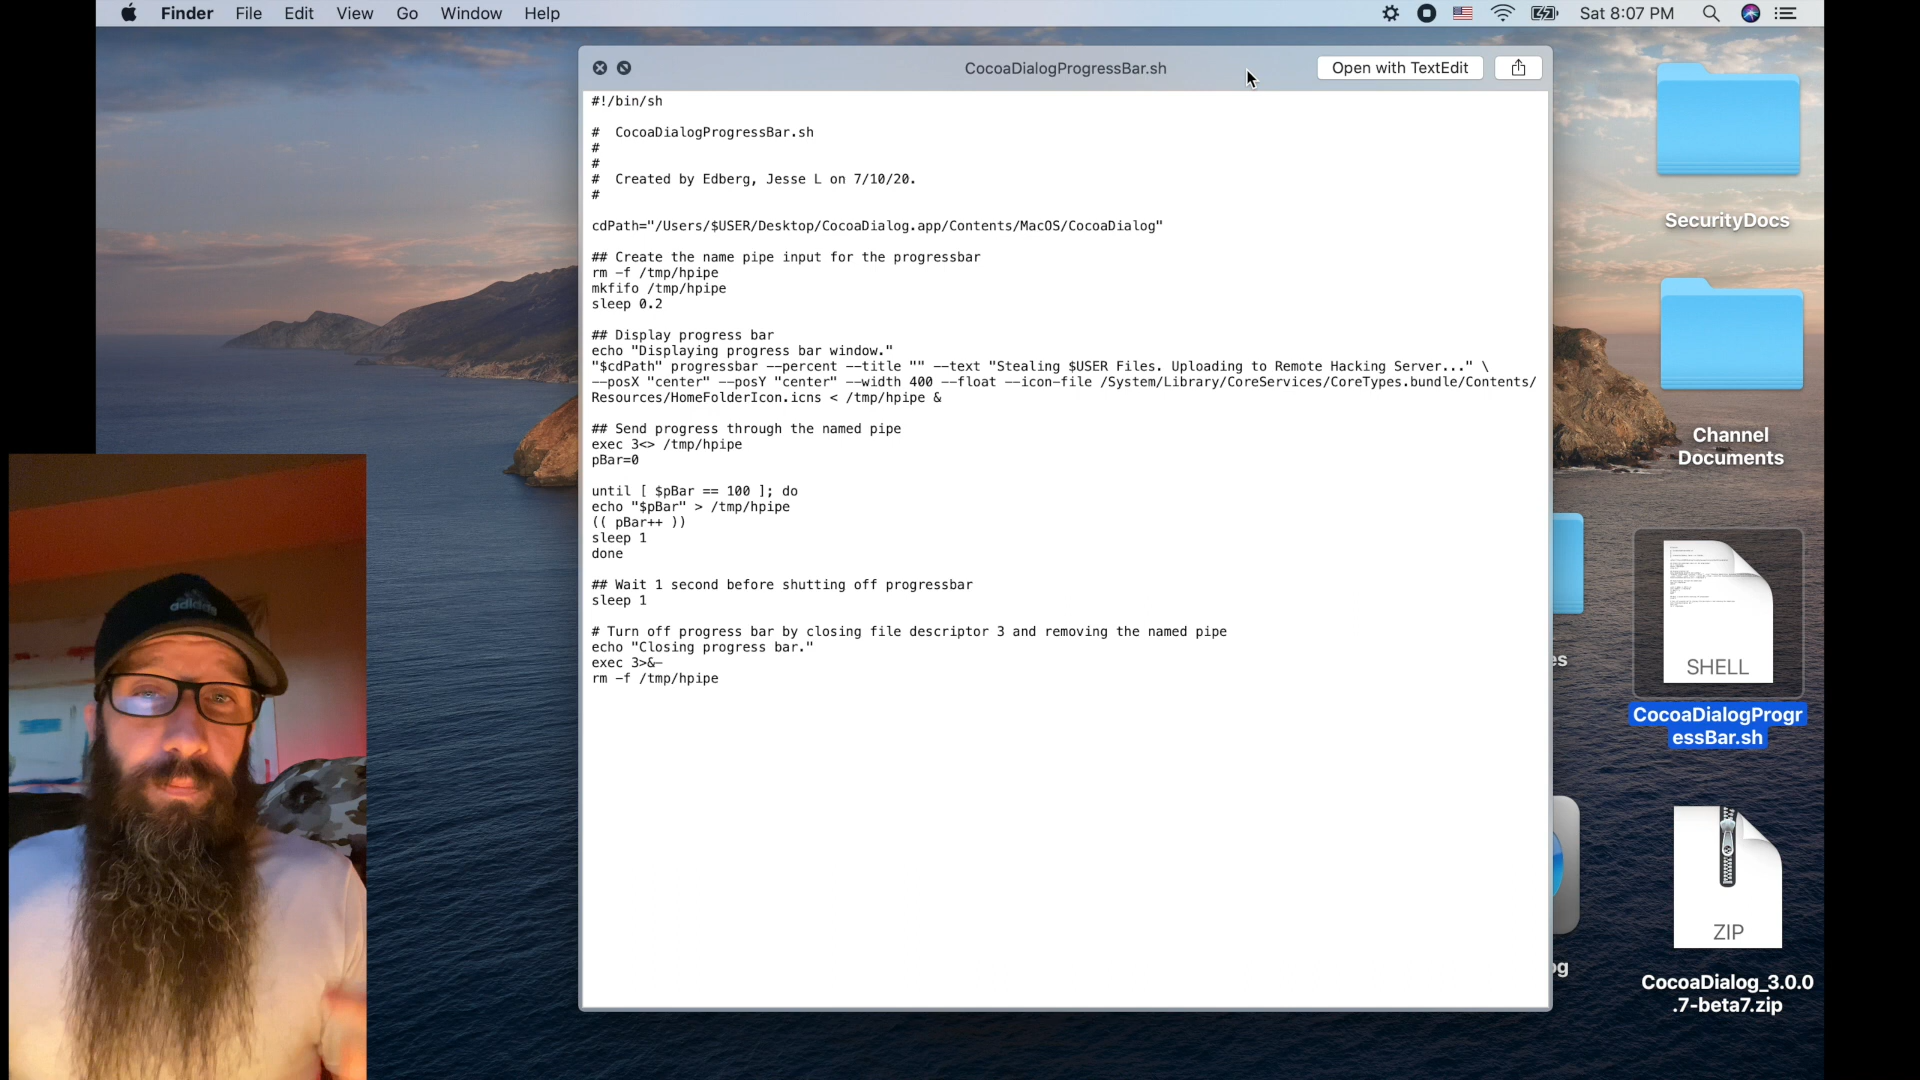 Finder File Edit View Go Window Help
Sat 8:07 PM
CocoaDialogProgressBar.sh
Open with TextEdit
#!/bin/sh
# CocoaDialogProgressBar.sh
#
#
# Created by Edberg, Jesse L on 7/10/20.
#
cdPath="/Users/$USER/Desktop/CocoaDialog.app/Contents/MacOS/CocoaDialog"
## Create the name pipe input for the progressbar
rm -f /tmp/hpipe
mkfifo /tmp/hpipe
sleep 0.2
## Display progress bar
echo "Displaying progress bar window."
"$cdPath" progressbar --percent --title "" --text "Stealing $USER Files. Uploading to Remote Hacking Server..." \
--posX "center" --posY "center" --width 400 --float --icon-file /System/Library/CoreServices/CoreTypes.bundle/Contents/
Resources/HomeFolderIcon.icns < /tmp/hpipe &
## Send progress through the named pipe
exec 3<> /tmp/hpipe
pBar=0
until [ $pBar == 100 ]; do
echo "$pBar" > /tmp/hpipe
(( pBar++ ))
sleep 1
done
## Wait 1 second before shutting off progressbar
sleep 1
# Turn off progress bar by closing file descriptor 3 and removing the named pipe
echo "Closing progress bar."
exec 3>&-
rm -f /tmp/hpipe
SecurityDocs
Channel
Documents
es
SHELL
CocoaDialogProgr
essBar.sh
og
ZIP
CocoaDialog_3.0.0
.7-beta7.zip
adidas